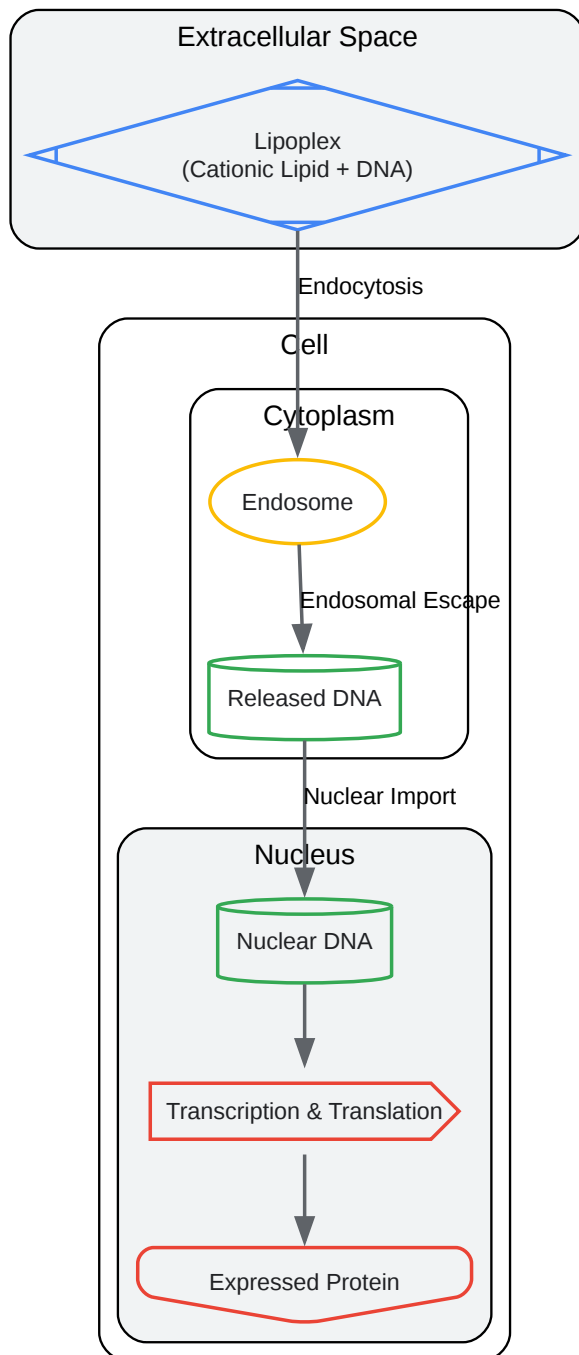 Extracellular Space
Lipoplex
(Cationic Lipid + DNA)
Endocytosis
Cell
Cytoplasm
Endosome
Endosomal Escape
Released DNA
Nuclear Import
Nucleus
Nuclear DNA
Transcription & Translation
Expressed Protein